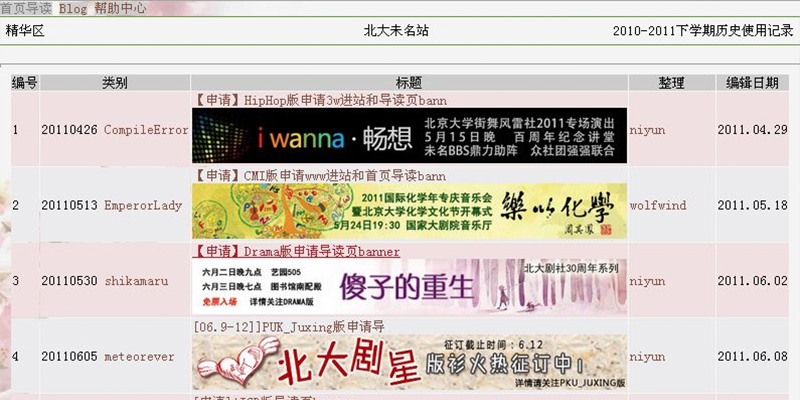 首页导读 Blog 帮助中心
精华区 北大未名站 2010-2011下学期历史使用记录
编号 类别 标题 整理 编辑日期
【申请】HipHop版申请3w进站和导读页bann
1 20110426 CompileError niyun 2011.04.29
i wanna·畅想
北京大学街舞风雷社2011专场演出
5月15日晚 百周年纪念讲堂
未名BBS鼎力助阵 众社团强强联合
【申请】CMI版申请www进站和首页导读bann
2 20110513 EmperorLady wolfwind 2011.05.18
2011国际化学年专庆音乐会
暨北京大学化学文化节开幕式
5月24日19:30 国家大剧院音乐厅
樂以化學
【申请】Drama版申请导读页banner
3 20110530 shikamaru niyun 2011.06.02
六月二日晚九点 艺园505
六月三日晚七点 图书馆南配殿
免票入场 详情关注DRAMA版
傻子的重生
北大剧社30周年系列
[06.9-12]]PUK_Juxing版申请导
4 20110605 meteorever niyun 2011.06.08
北大剧星
征订截止时间：6.12
版衫火热征订中！
详情请关注PKU_JUXING版